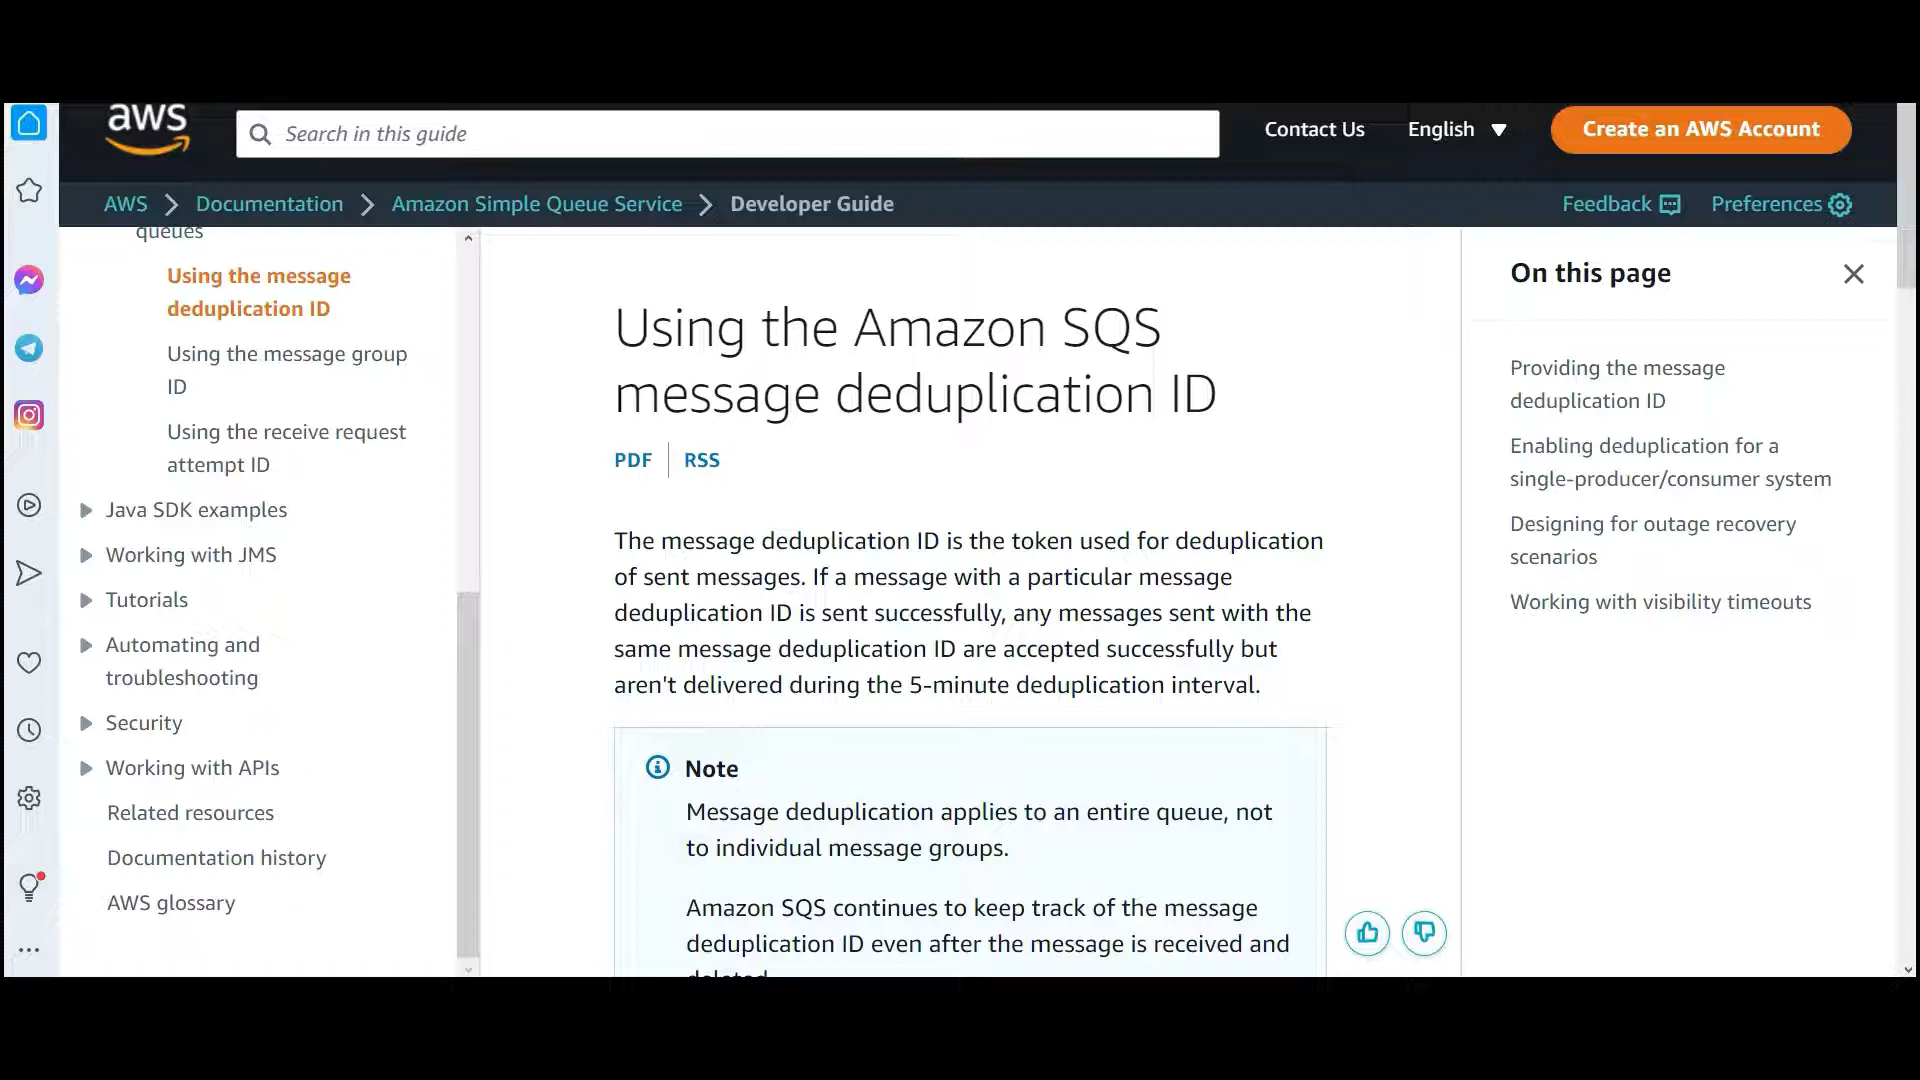 aws
Search in this guide
Contact Us
English
Create an AWS Account
AWS
Documentation
Amazon Simple Queue Service
Developer Guide
Feedback
Preferences
queues
Using the message
deduplication ID
Using the message group
ID
Using the receive request
attempt ID
Java SDK examples
Working with JMS
Tutorials
Automating and
troubleshooting
Security
Working with APIs
Related resources
Documentation history
AWS glossary
Using the Amazon SQS
message deduplication ID
PDF
RSS
The message deduplication ID is the token used for deduplication
of sent messages. If a message with a particular message
deduplication ID is sent successfully, any messages sent with the
same message deduplication ID are accepted successfully but
aren't delivered during the 5-minute deduplication interval.
Note
Message deduplication applies to an entire queue, not
to individual message groups.
Amazon SQS continues to keep track of the message
deduplication ID even after the message is received and
deleted.
On this page
Providing the message
deduplication ID
Enabling deduplication for a
single-producer/consumer system
Designing for outage recovery
scenarios
Working with visibility timeouts